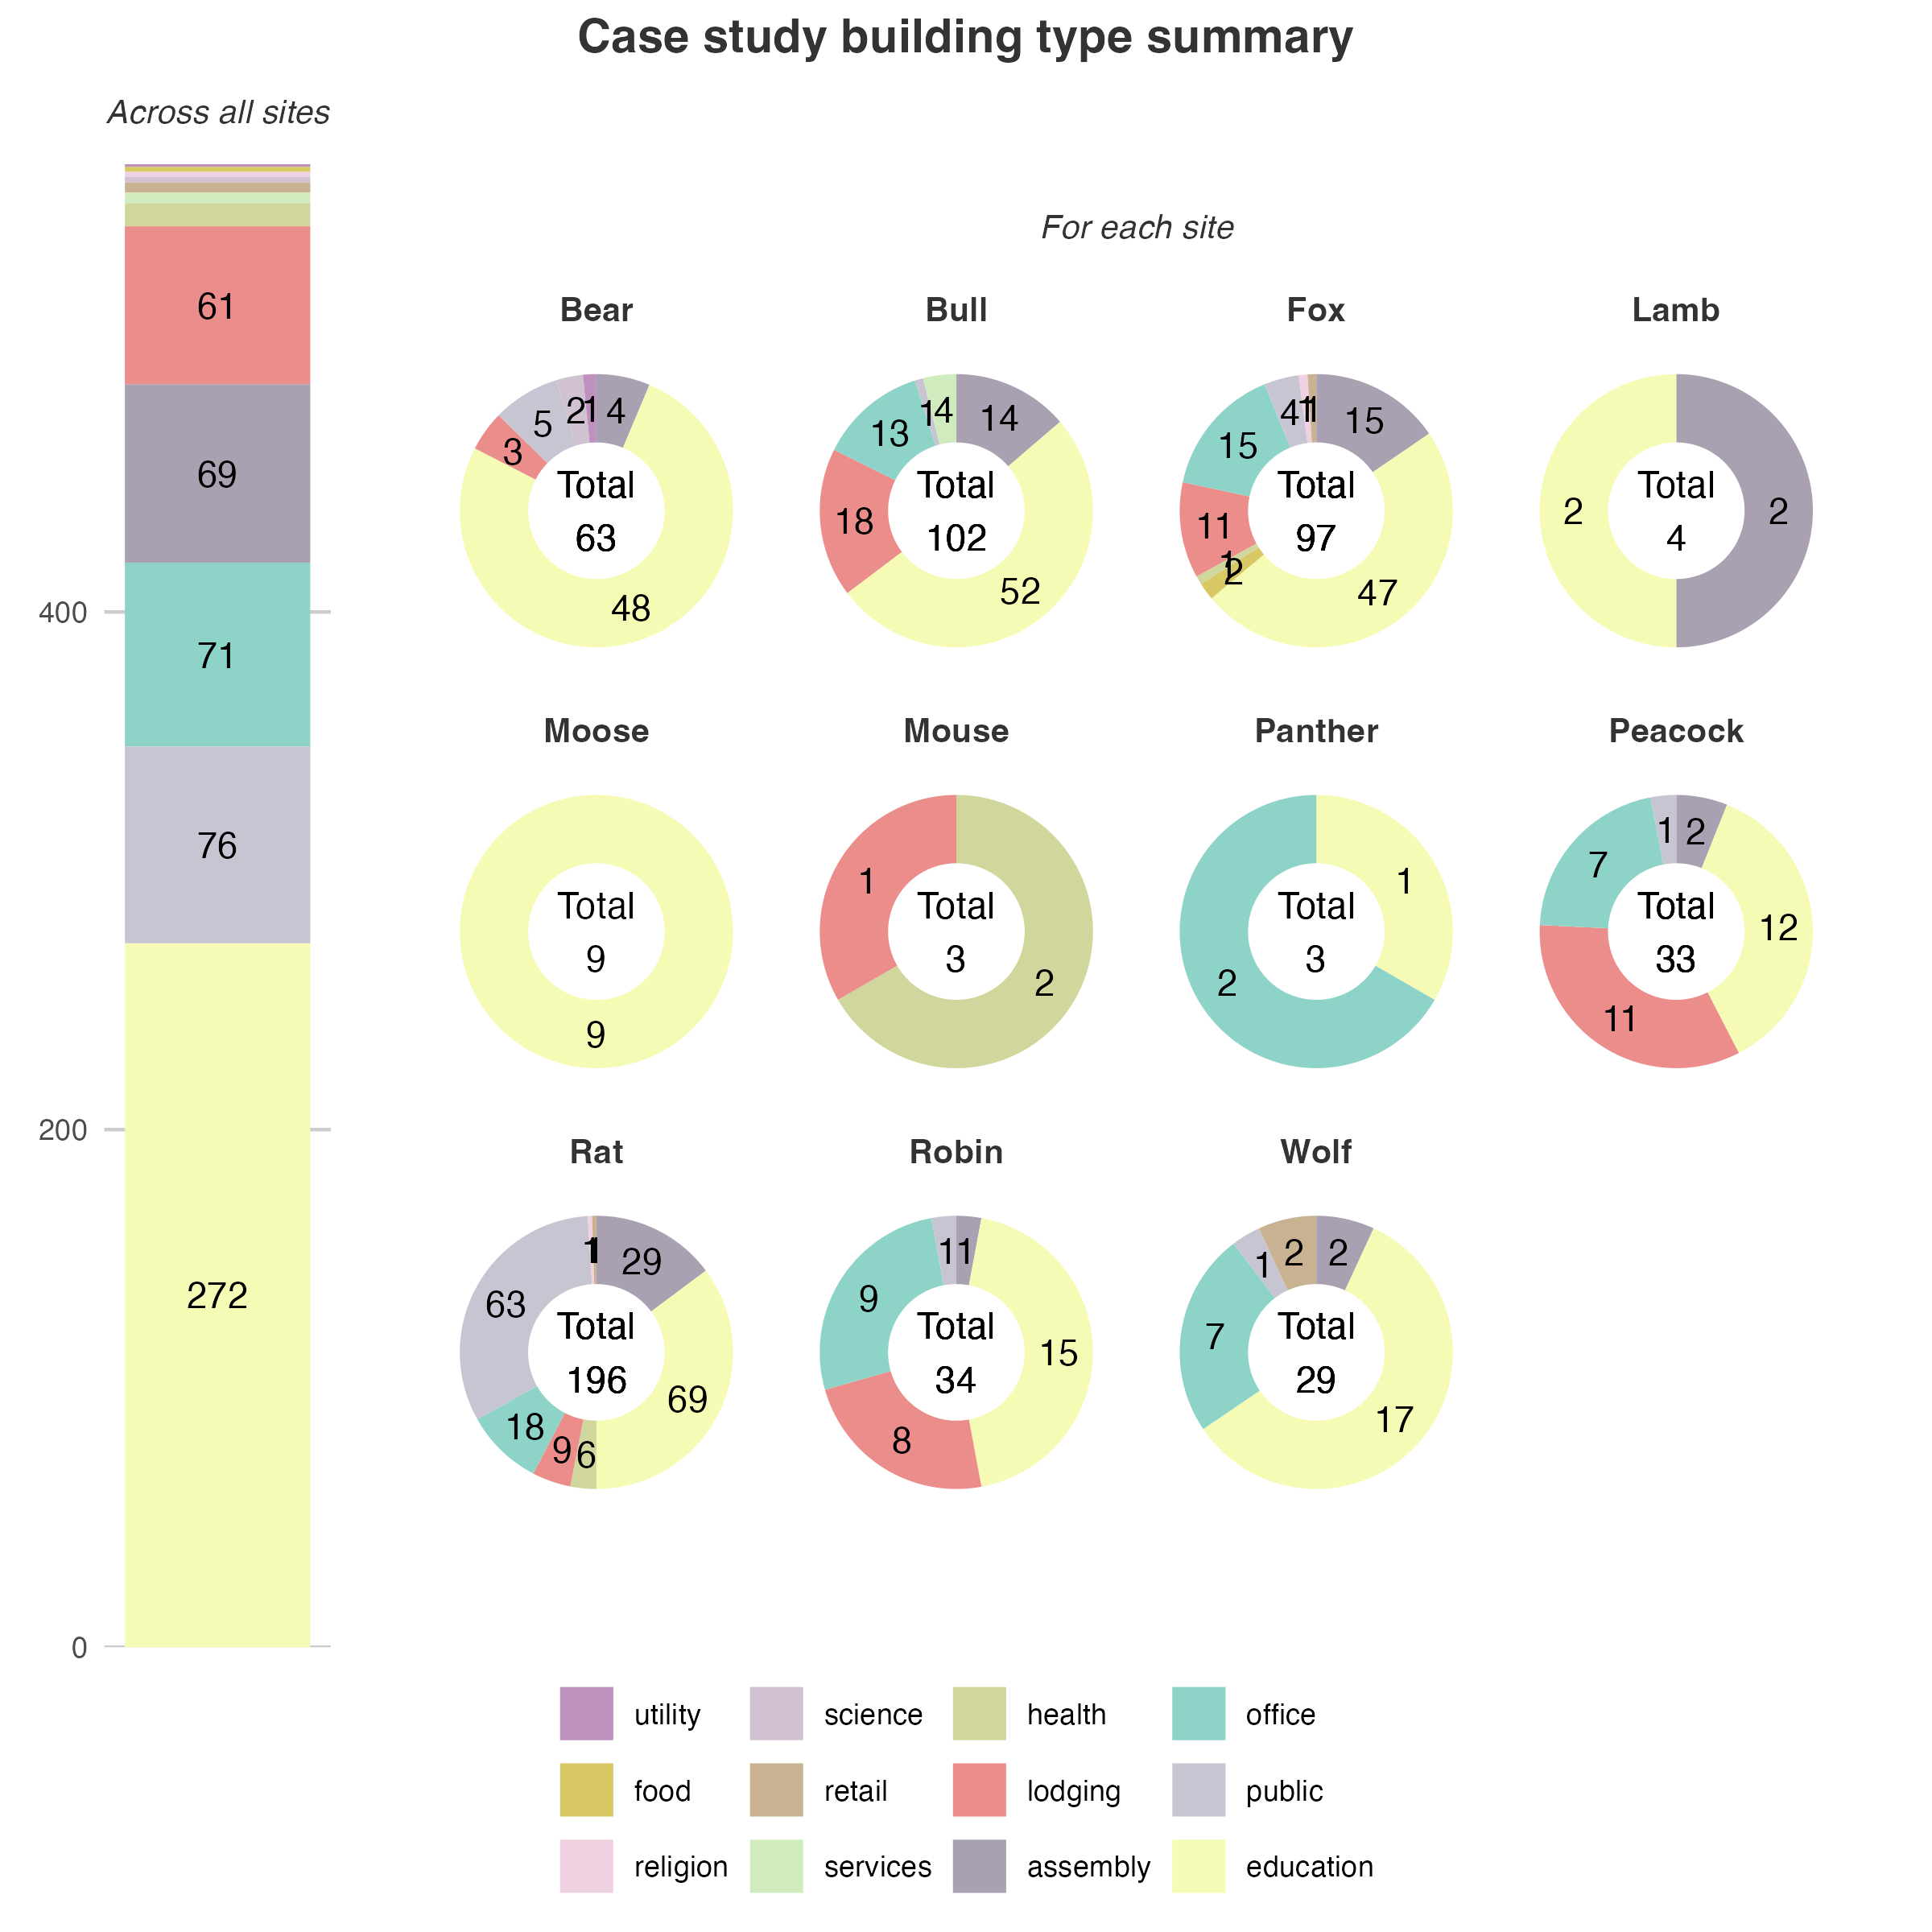 Case study building type summary
Across all sites
61
69
400
71
76
200
272
0
For each site
Bear
5
2
1
4
3
Total
63
48
Bull
13
1
4
14
18
Total
102
52
Fox
15
4
1
1
15
11
1
2
Total
97
47
Lamb
2
Total
4
2
Moose
Total
9
9
Mouse
1
Total
3
2
Panther
1
Total
3
2
Peacock
1
2
7
Total
33
12
11
Rat
1
1
29
63
Total
196
69
18
9
6
Robin
1
1
9
Total
34
15
8
Wolf
1
2
2
7
Total
29
17
utility
science
health
office
food
retail
lodging
public
religion
services
assembly
education